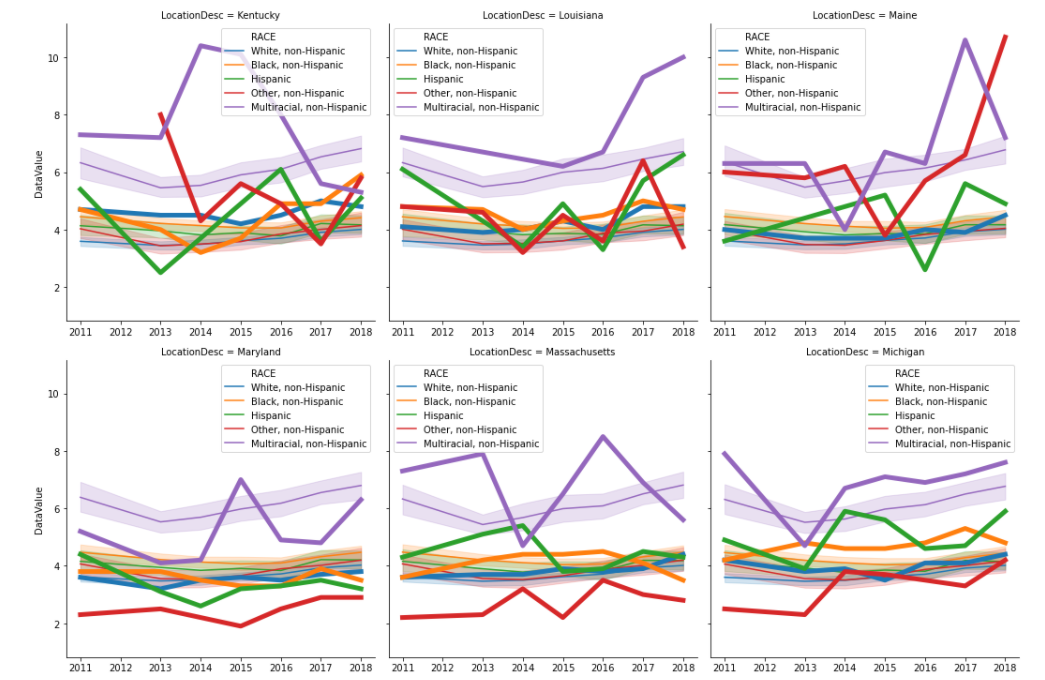 LocationDesc = Kentucky
RACE
White, non-Hispanic
Black, non-Hispanic
Hispanic
Other, non-Hispanic
Multiracial, non-Hispanic
DataValue
10
8
6
4
2
2011 2012 2013 2014 2015 2016 2017 2018
LocationDesc = Louisiana
RACE
White, non-Hispanic
Black, non-Hispanic
Hispanic
Other, non-Hispanic
Multiracial, non-Hispanic
2011 2012 2013 2014 2015 2016 2017 2018
LocationDesc = Maine
RACE
White, non-Hispanic
Black, non-Hispanic
Hispanic
Other, non-Hispanic
Multiracial, non-Hispanic
2011 2012 2013 2014 2015 2016 2017 2018
LocationDesc = Maryland
RACE
White, non-Hispanic
Black, non-Hispanic
Hispanic
Other, non-Hispanic
Multiracial, non-Hispanic
DataValue
10
8
6
4
2
2011 2012 2013 2014 2015 2016 2017 2018
LocationDesc = Massachusetts
RACE
White, non-Hispanic
Black, non-Hispanic
Hispanic
Other, non-Hispanic
Multiracial, non-Hispanic
2011 2012 2013 2014 2015 2016 2017 2018
LocationDesc = Michigan
RACE
White, non-Hispanic
Black, non-Hispanic
Hispanic
Other, non-Hispanic
Multiracial, non-Hispanic
2011 2012 2013 2014 2015 2016 2017 2018